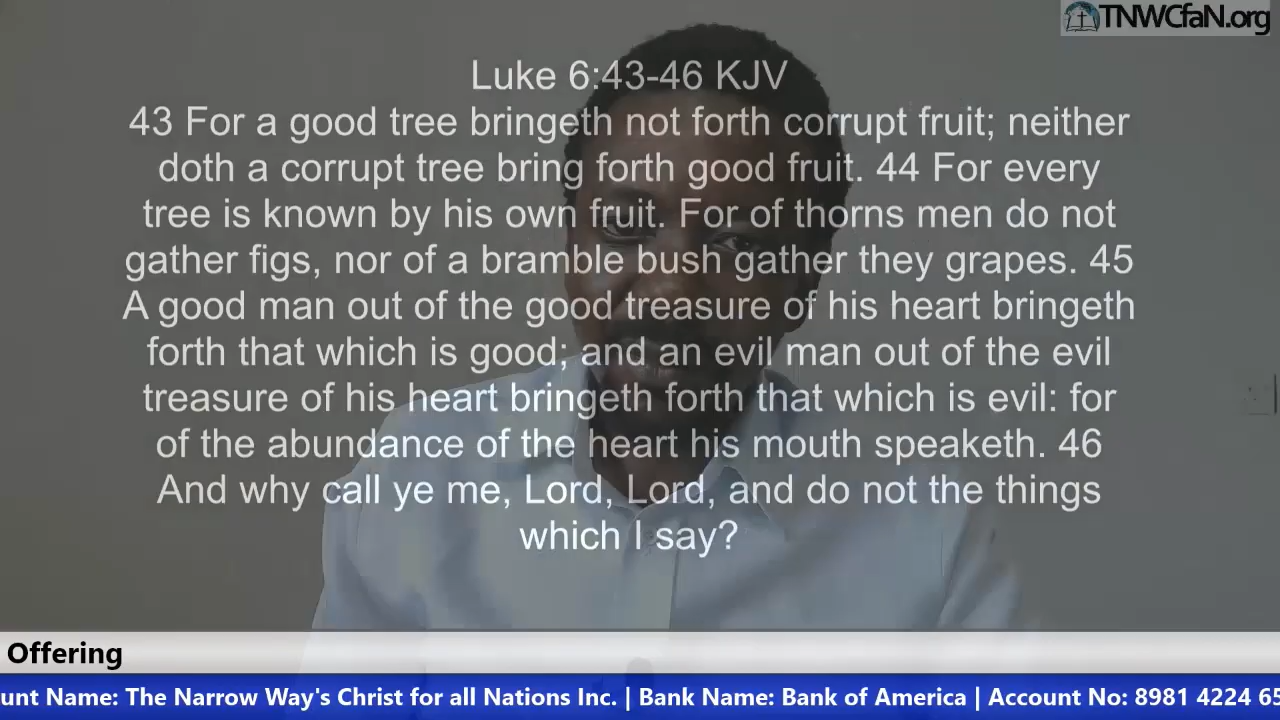 TNWCfaN.org
Luke 6:43-46 KJV
43 For a good tree bringeth not forth corrupt fruit; neither
doth a corrupt tree bring forth good fruit. 44 For every
tree is known by his own fruit. For of thorns men do not
gather figs, nor of a bramble bush gather they grapes. 45
A good man out of the good treasure of his heart bringeth
forth that which is good; and an evil man out of the evil
treasure of his heart bringeth forth that which is evil: for
of the abundance of the heart his mouth speaketh. 46
And why call ye me, Lord, Lord, and do not the things
which I say?
Offering
unt Name: The Narrow Way's Christ for all Nations Inc. | Bank Name: Bank of America | Account No: 8981 4224 65